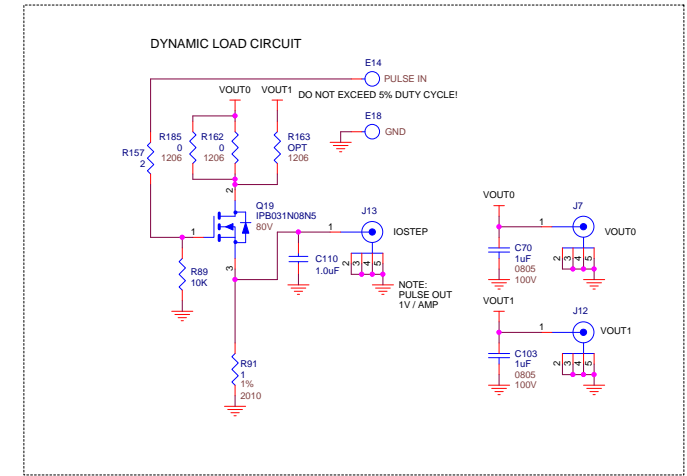 DYNAMIC LOAD CIRCUIT
E14
PULSE IN
VOUT0
VOUT1
DO NOT EXCEED 5% DUTY CYCLE!
E18
GND
R157
2
R185
0
1206
R162
0
1206
R163
OPT
1206
2
Q19
IPB031N08N5
80V
1
3
R89
10K
C110
1.0uF
1
J13
IOSTEP
2
3
4
5
NOTE:
PULSE OUT
1V / AMP
R91
1
1%
2010
VOUT0
1
J7
VOUT0
C70
1uF
0805
100V
2
3
4
5
VOUT1
1
J12
VOUT1
C103
1uF
0805
100V
2
3
4
5